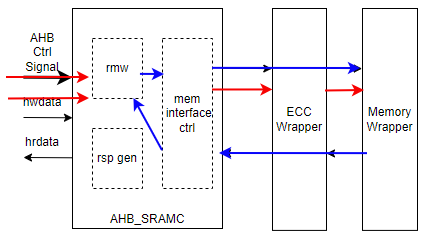 AHB
Ctrl
Signal
hwdata
hrdata
rmw
rsp gen
mem
interface
ctrl
AHB_SRAMC
ECC
Wrapper
Memory
Wrapper